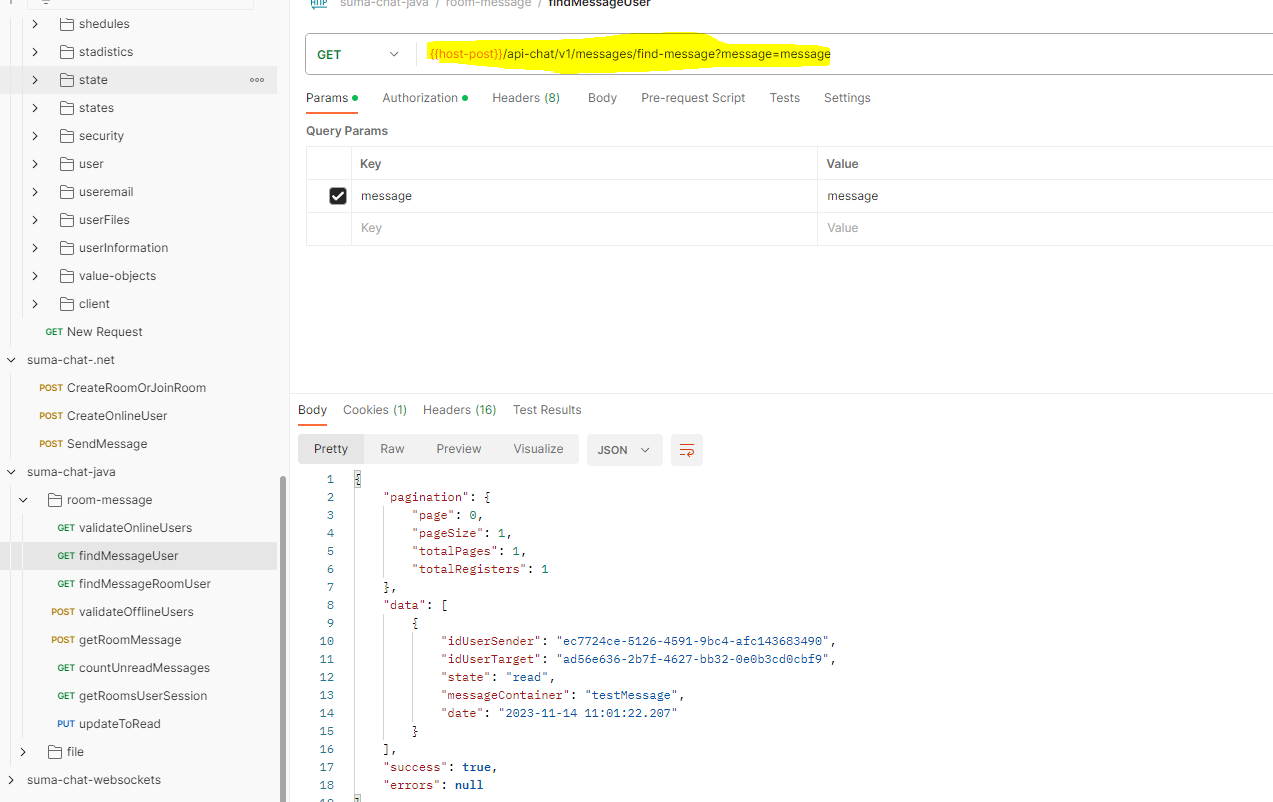 shedules
stadistics
state
states
security
user
useremail
userFiles
userInformation
value-objects
client
GET New Request
suma-chat-.net
POST CreateRoomOrJoinRoom
POST CreateOnlineUser
POST SendMessage
suma-chat-java
room-message
GET validateOnlineUsers
GET findMessageUser
GET findMessageRoomUser
POST validateOfflineUsers
POST getRoomMessage
GET countUnreadMessages
GET getRoomsUserSession
PUT updateToRead
file
suma-chat-websockets
HTTP suma-chat-java / room-message / findMessageUser
GET {{host-post}}/api-chat/v1/messages/find-message?message=message
Params Authorization Headers (8) Body Pre-request Script Tests Settings
Query Params
Key Value
message message
Key Value
Body Cookies (1) Headers (16) Test Results
Pretty Raw Preview Visualize JSON
1 {
2 "pagination": {
3 "page": 0,
4 "pageSize": 1,
5 "totalPages": 1,
6 "totalRegisters": 1
7 },
8 "data": [
9 {
10 "idUserSender": "ec7724ce-5126-4591-9bc4-afc143683490",
11 "idUserTarget": "ad56e636-2b7f-4627-bb32-0e0b3cd0cbf9",
12 "state": "read",
13 "messageContainer": "testMessage",
14 "date": "2023-11-14 11:01:22.207"
15 }
16 ],
17 "success": true,
18 "errors": null
19 }